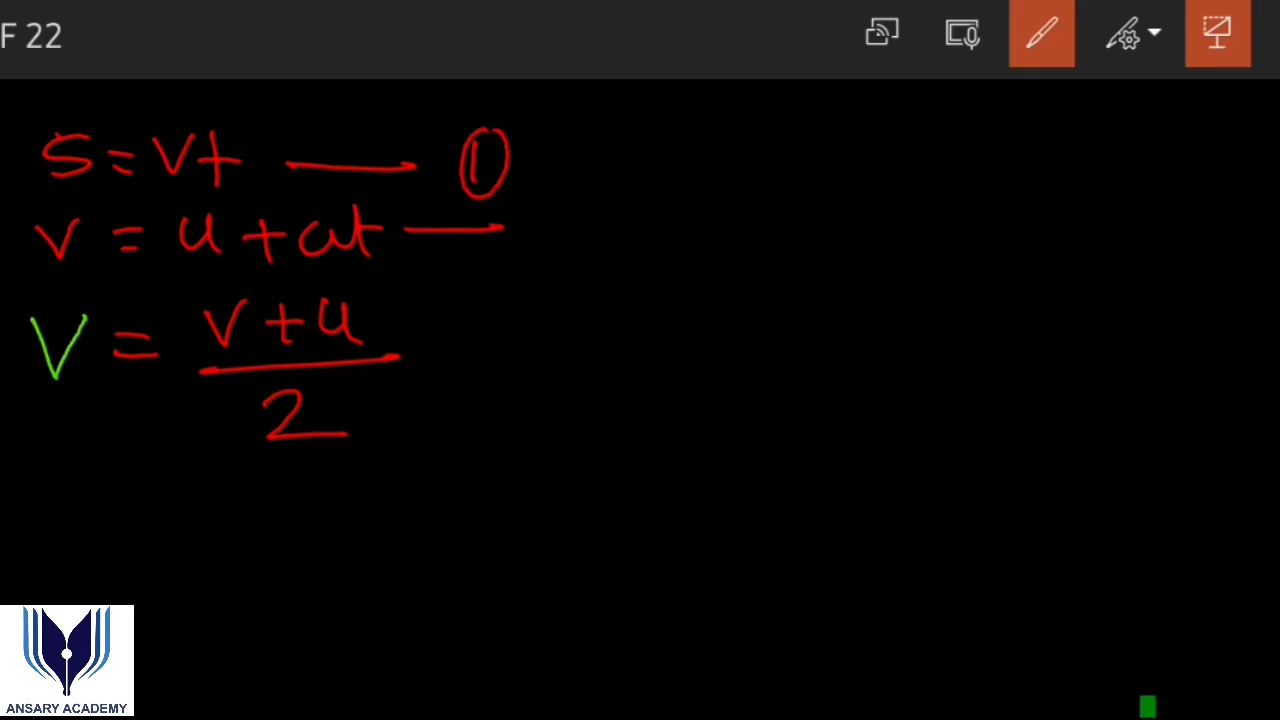 F 22
S = vt —— ①
v = u + at ——
V = v + u / 2
ANSARY ACADEMY